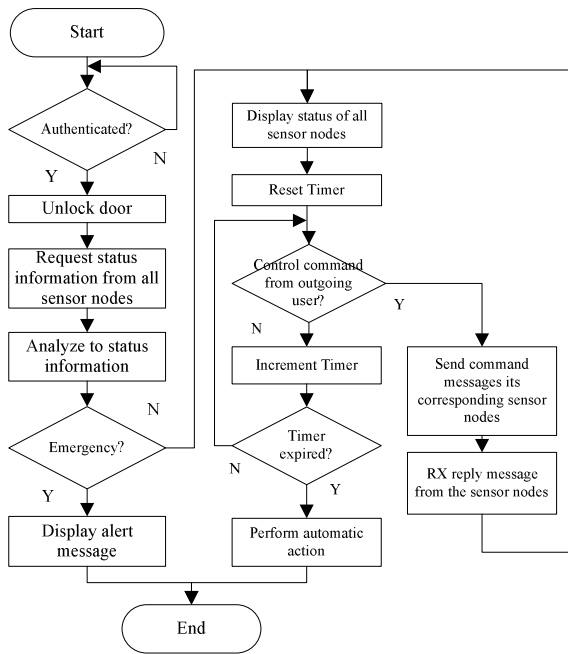 Start
Authenticated?
N
Y
Unlock door
Request status
information from all
sensor nodes
Analyze to status
information
N
Emergency?
Y
Display alert
message
Display status of all
sensor nodes
Reset Timer
Control command
from outgoing
user?
Y
N
Increment Timer
Timer
expired?
N
Y
Perform automatic
action
Send command
messages its
corresponding sensor
nodes
RX reply message
from the sensor nodes
End